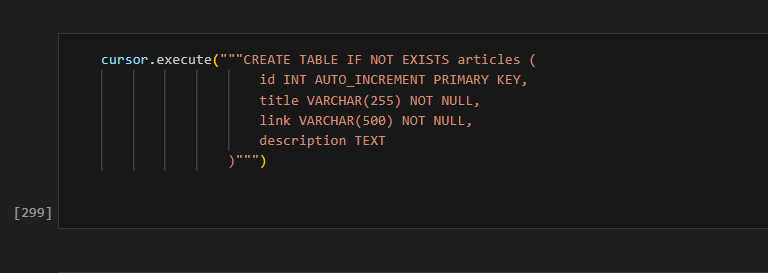 cursor.execute("""CREATE TABLE IF NOT EXISTS articles (
id INT AUTO_INCREMENT PRIMARY KEY,
title VARCHAR(255) NOT NULL,
link VARCHAR(500) NOT NULL,
description TEXT
)""")
[299]